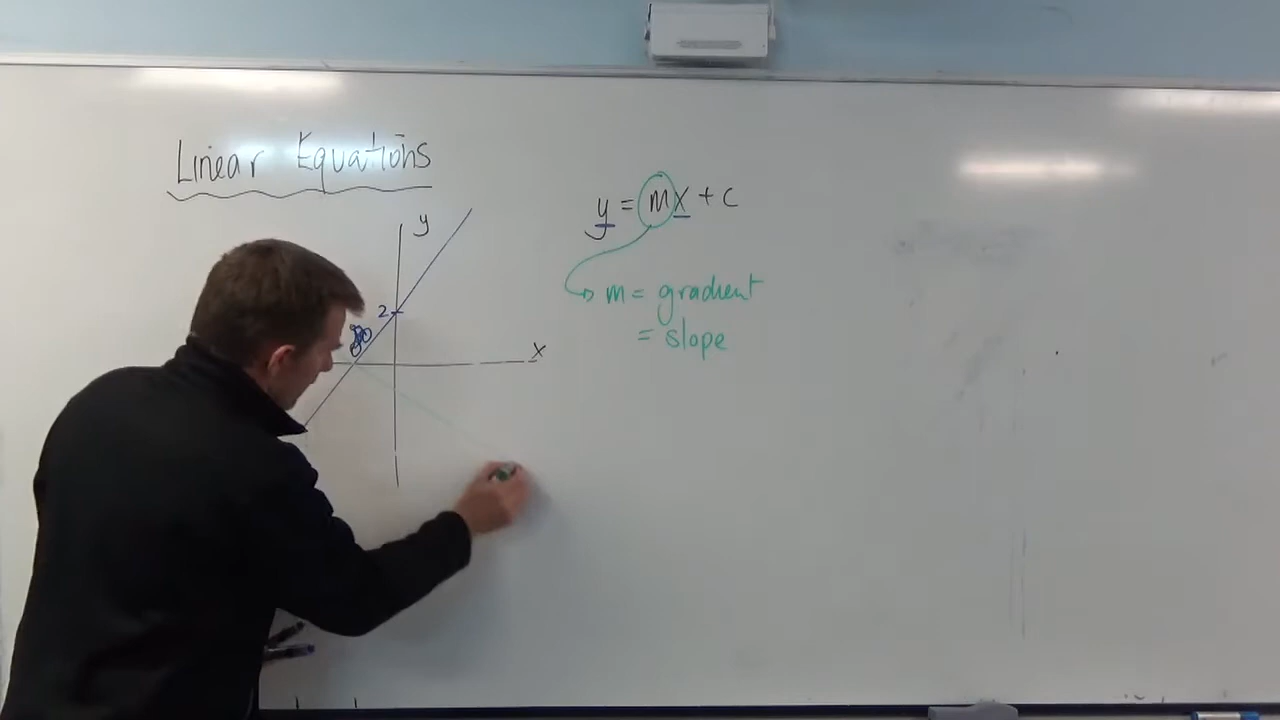 Linear Equations
y = mx + c
y
m = gradient
2
= slope
x